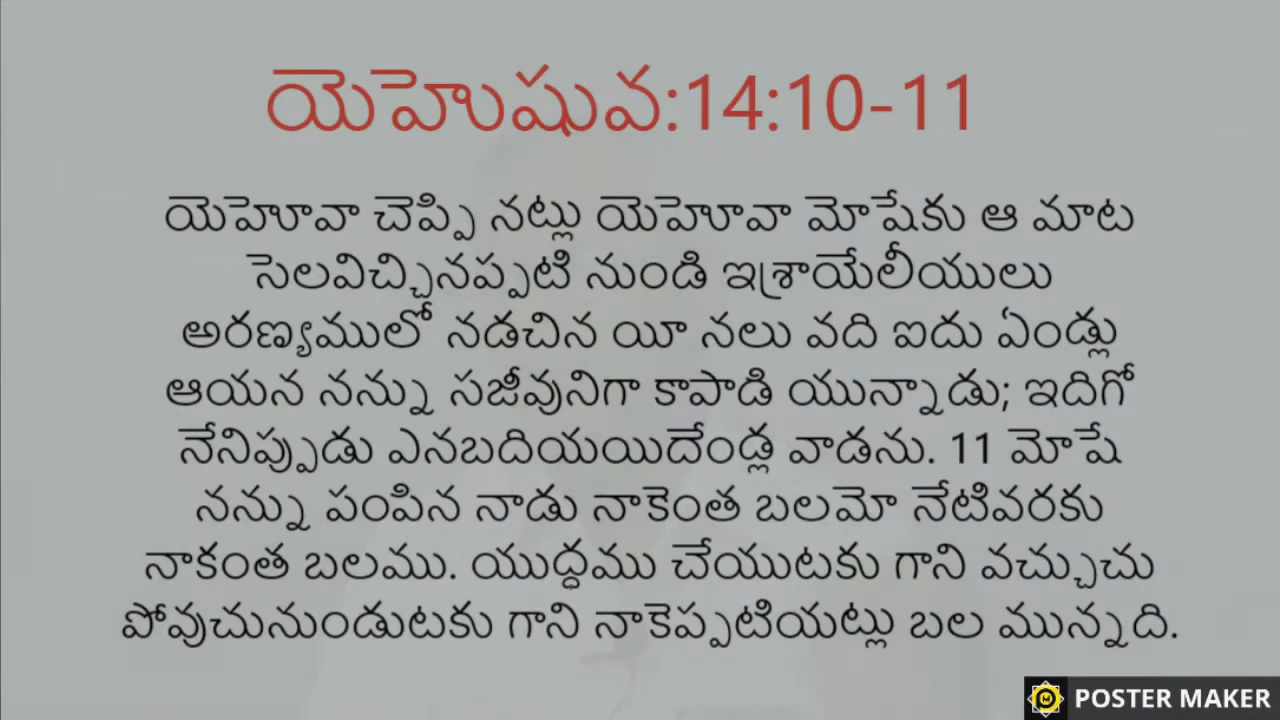 యెహెుషువ:14:10-11
యెహెూవా చెప్పి నట్లు యెహెూవా మోషేకు ఆ మాట
సెలవిచ్చినప్పటి నుండి ఇశ్రాయేలీయులు
అరణ్యములో నడచిన యీ నలు వది ఐదు ఏండ్లు
ఆయన నన్ను సజీవునిగా కాపాడి యున్నాడు; ఇదిగో
నేనిప్పుడు ఎనబదియయిదేండ్ల వాడను. 11 మోషే
నన్ను పంపిన నాడు నాకెంత బలమో నేటివరకు
నాకంత బలము. యుద్ధము చేయుటకు గాని వచ్చుచు
పోవుచునుండుటకు గాని నాకెప్పటియట్లు బల మున్నది.
POSTER MAKER